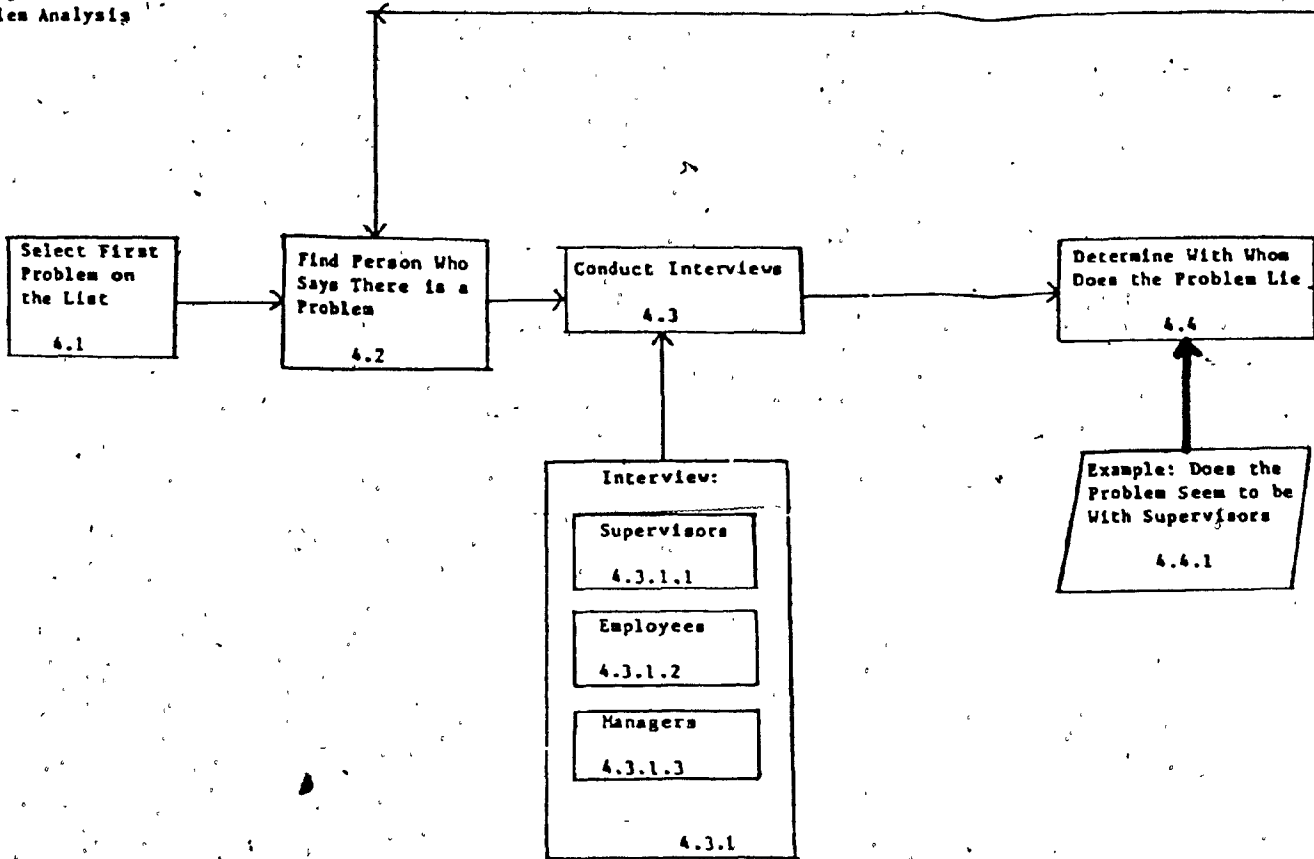 Analysis
Select First
Problem on
the List
4.1
Find Person Who
Says There is a
Problem
4.2
Conduct Interviews
4.3
Determine With Whom
Does the Problem Lie
4.4
Interview:
Supervisors
4.3.1.1
Employees
4.3.1.2
Managers
4.3.1.3
4.3.1
Example: Does the
Problem Seem to be
With Supervisors
4.4.1